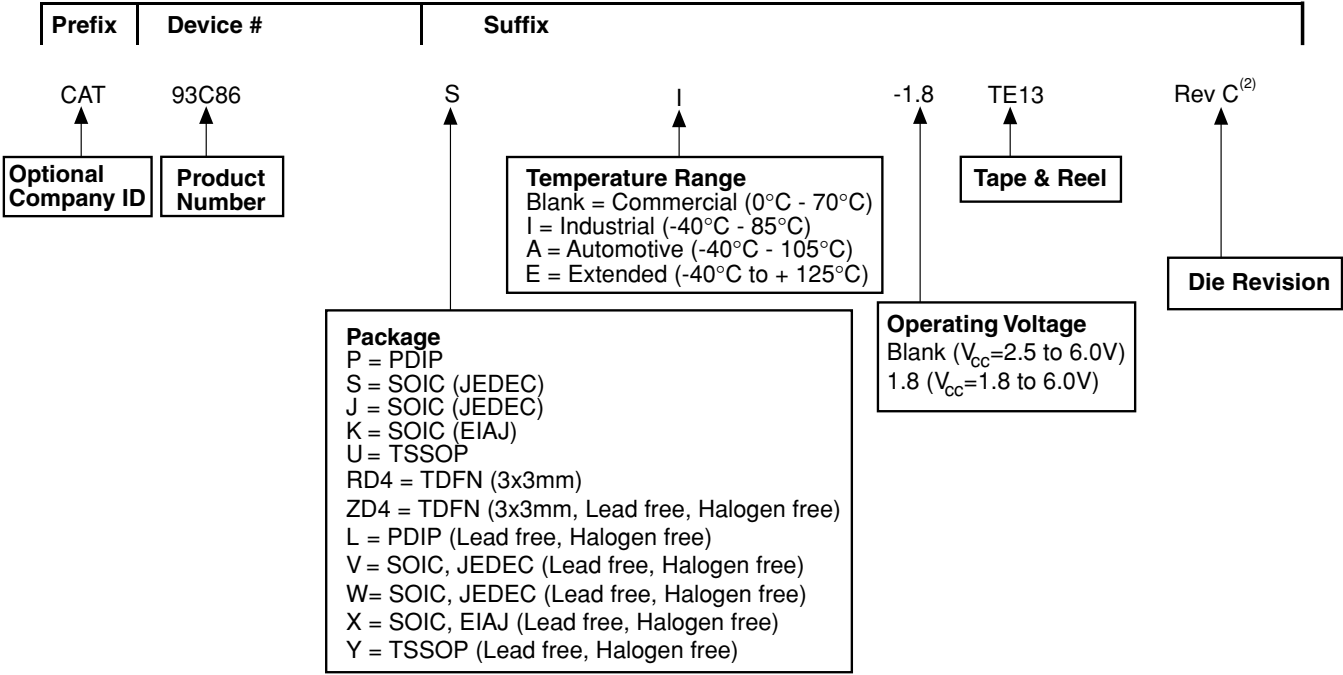 Prefix Device # Suffix
CAT 93C86 S I -1.8 TE13 Rev C(2)
Optional
Company ID
Product
Number
Temperature Range
Blank = Commercial (0°C - 70°C)
I = Industrial (-40°C - 85°C)
A = Automotive (-40°C - 105°C)
E = Extended (-40°C to + 125°C)
Tape & Reel
Die Revision
Package
P = PDIP
S = SOIC (JEDEC)
J = SOIC (JEDEC)
K = SOIC (EIAJ)
U = TSSOP
RD4 = TDFN (3x3mm)
ZD4 = TDFN (3x3mm, Lead free, Halogen free)
L = PDIP (Lead free, Halogen free)
V = SOIC, JEDEC (Lead free, Halogen free)
W= SOIC, JEDEC (Lead free, Halogen free)
X = SOIC, EIAJ (Lead free, Halogen free)
Y = TSSOP (Lead free, Halogen free)
Operating Voltage
Blank (Vcc=2.5 to 6.0V)
1.8 (Vcc=1.8 to 6.0V)